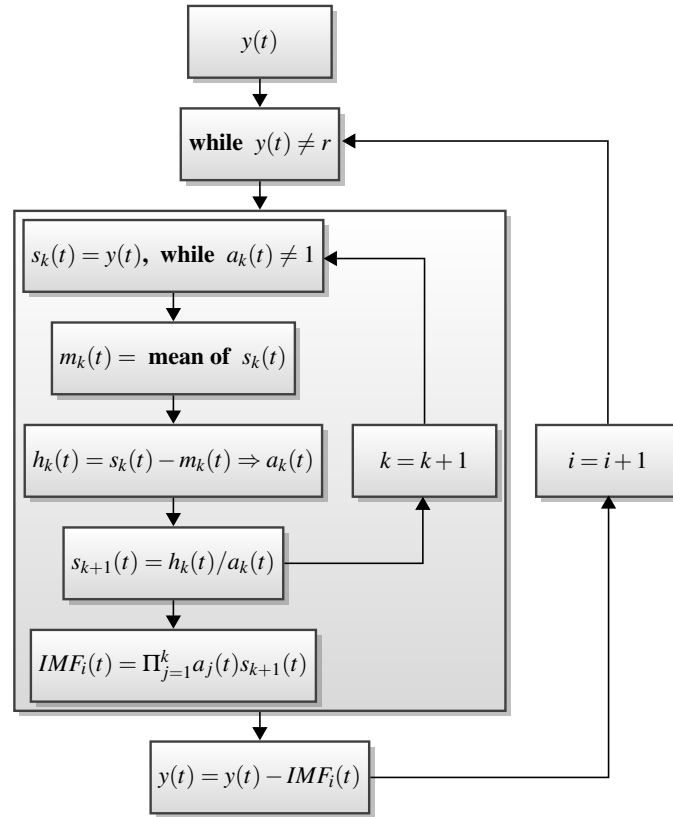 y(t)
while y(t) ≠ r
s_k(t) = y(t), while a_k(t) ≠ 1
m_k(t) = mean of s_k(t)
h_k(t) = s_k(t) − m_k(t) ⇒ a_k(t)
k = k + 1
i = i + 1
s_{k+1}(t) = h_k(t)/a_k(t)
IMF_i(t) = Π_{j=1}^k a_j(t)s_{k+1}(t)
y(t) = y(t) − IMF_i(t)